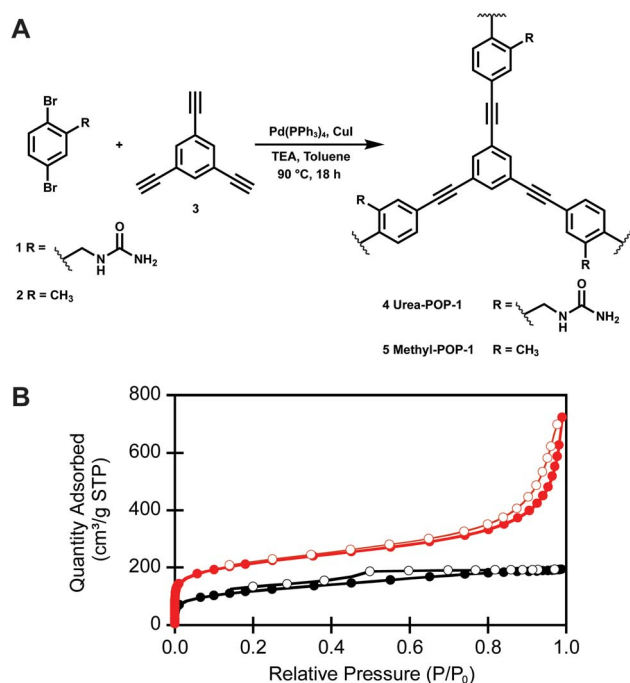 A
Br
R
Br
+
3
Pd(PPh₃)₄, CuI
TEA, Toluene
90 °C, 18 h
R
R
R
1 R =
O
N
H
NH₂
2 R = CH₃
4 Urea-POP-1 R =
O
N
H
NH₂
5 Methyl-POP-1 R = CH₃
B
Quantity Adsorbed
(cm³/g STP)
800
600
400
200
0
0.0 0.2 0.4 0.6 0.8 1.0
Relative Pressure (P/P₀)